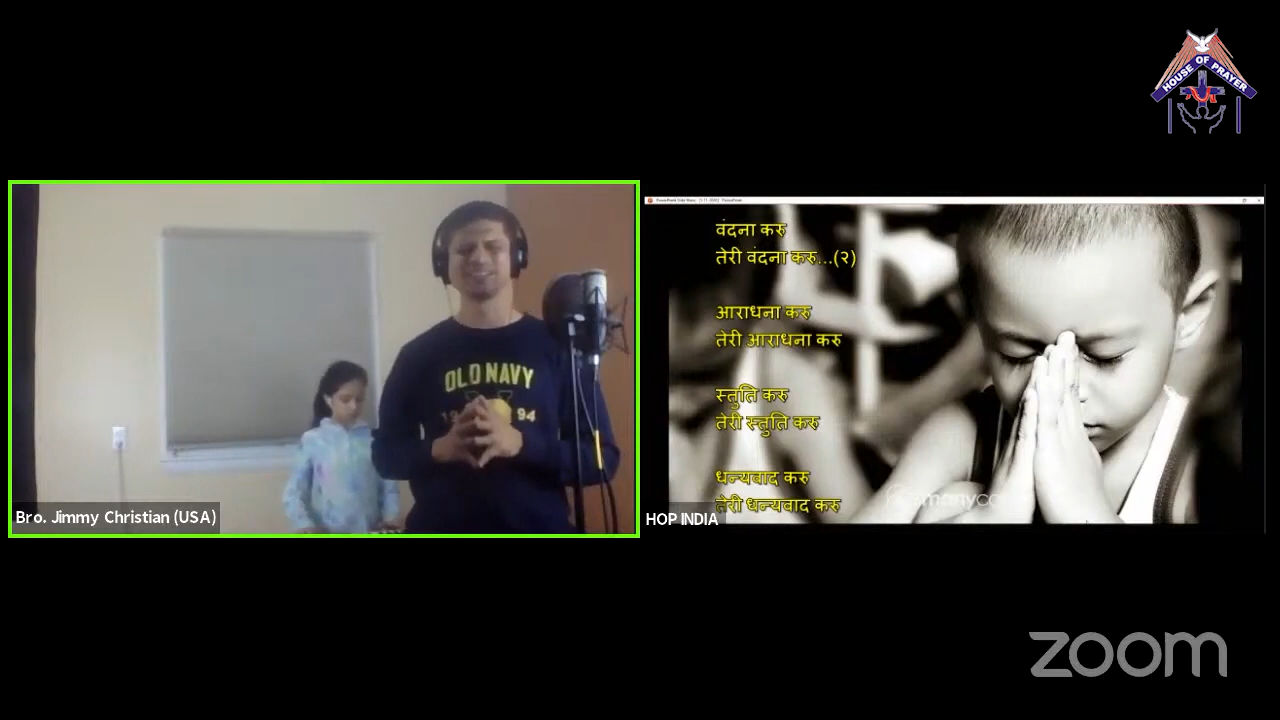 HOUSE OF PRAYER
OLD NAVY
19 94
Bro. Jimmy Christian (USA)
वंदना करु
तेरी वंदना करु...(२)
आराधना करु
तेरी आराधना करु
स्तुति करु
तेरी स्तुति करु
धन्यवाद करु
तेरी धन्यवाद करु
HOP INDIA
zoom